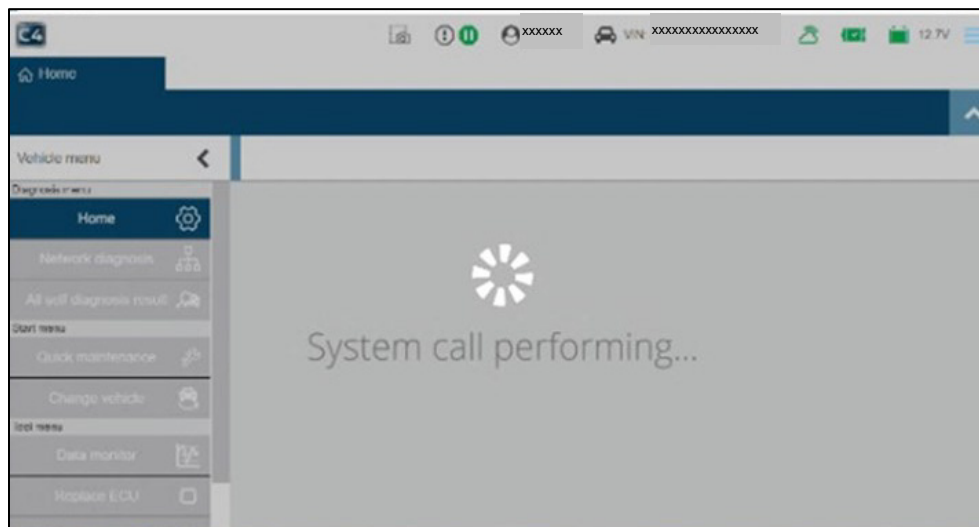 C4
xxxxxx
VIN: xxxxxxxxxxxxxxxx
12.7V
Home
Vehicle menu
Diagnosis menu
Home
Network diagnosis
All self diagnosis result
Start menu
Quick maintenance
Change vehicle
Tool menu
Data monitor
Replace ECU
System call performing...